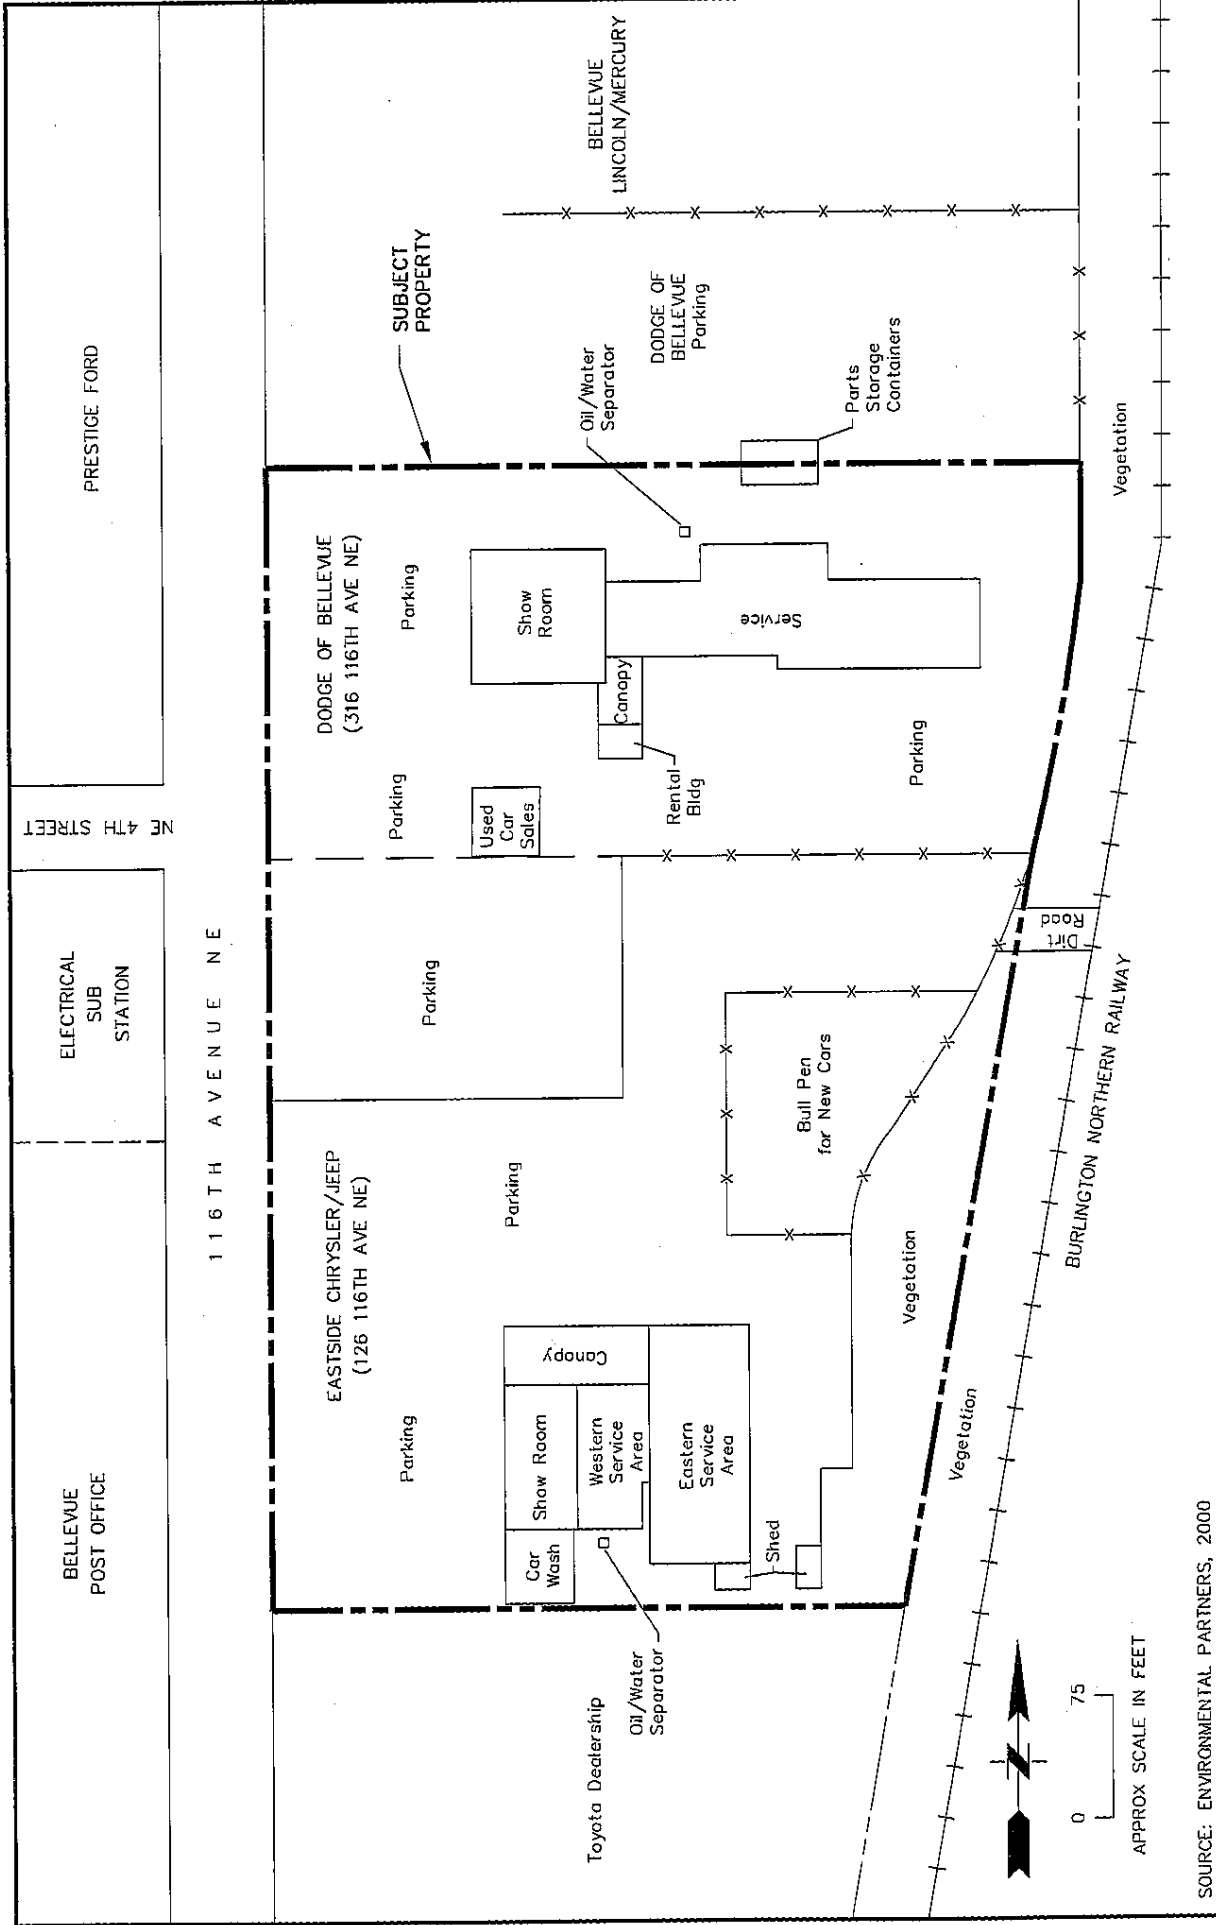 BELLEVUE
POST OFFICE
ELECTRICAL
SUB
STATION
NE 4TH STREET
PRESTIGE FORD
116TH AVENUE NE
EASTSIDE CHRYSLER/JEEP
(126 116TH AVE NE)
DODGE OF BELLEVUE
(316 116TH AVE NE)
SUBJECT
PROPERTY
BELLEVUE
LINCOLN/MERCURY
Parking
Parking
Parking
Parking
Parking
Car
Wash
Show Room
Canopy
Western
Service
Area
Eastern
Service
Area
Used
Car
Sales
Show
Room
Canopy
Rental
Bldg
Service
Oil/Water
Separator
DODGE OF
BELLEVUE
Parking
Parts
Storage
Containers
Toyota Dealership
Oil/Water
Separator
Shed
Bull Pen
for New Cars
Parking
Vegetation
Vegetation
Dirt
Road
Vegetation
BURLINGTON NORTHERN RAILWAY
N
0 75
APPROX SCALE IN FEET
SOURCE: ENVIRONMENTAL PARTNERS, 2000